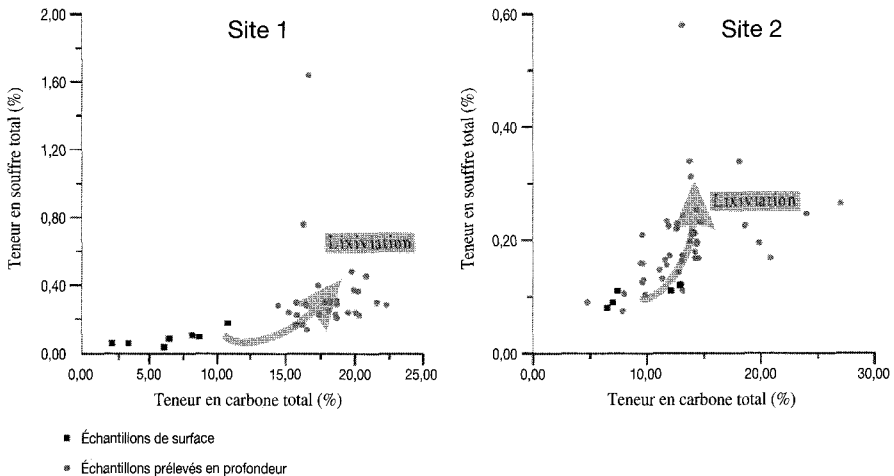 Site 1
Site 2
2,00
1,60
1,20
0,80
0,40
0,00
Teneur en souffre total (%)
Lixiviation
0,00
5,00
10,00
15,00
20,00
25,00
Teneur en carbone total (%)
0,60
0,40
0,20
0,00
Teneur en souffre total (%)
Lixiviation
0,00
10,00
20,00
30,00
Teneur en carbone total (%)
Échantillons de surface
Échantillons prélevés en profondeur